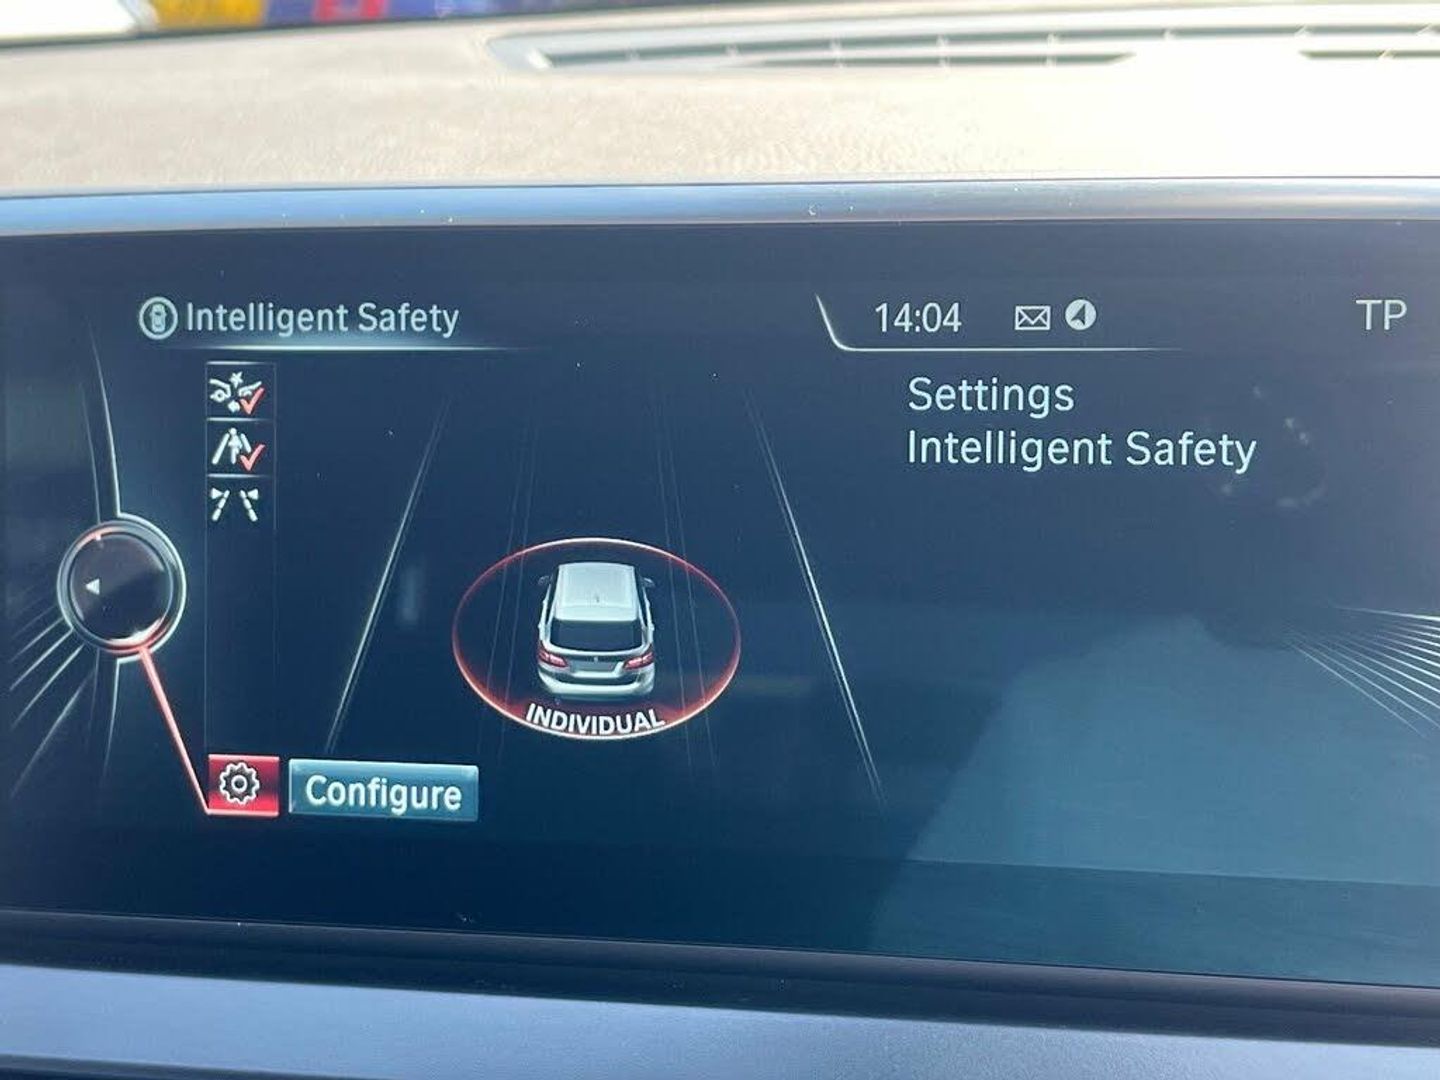 Intelligent Safety
14:04
TP
Settings
Intelligent Safety
INDIVIDUAL
Configure